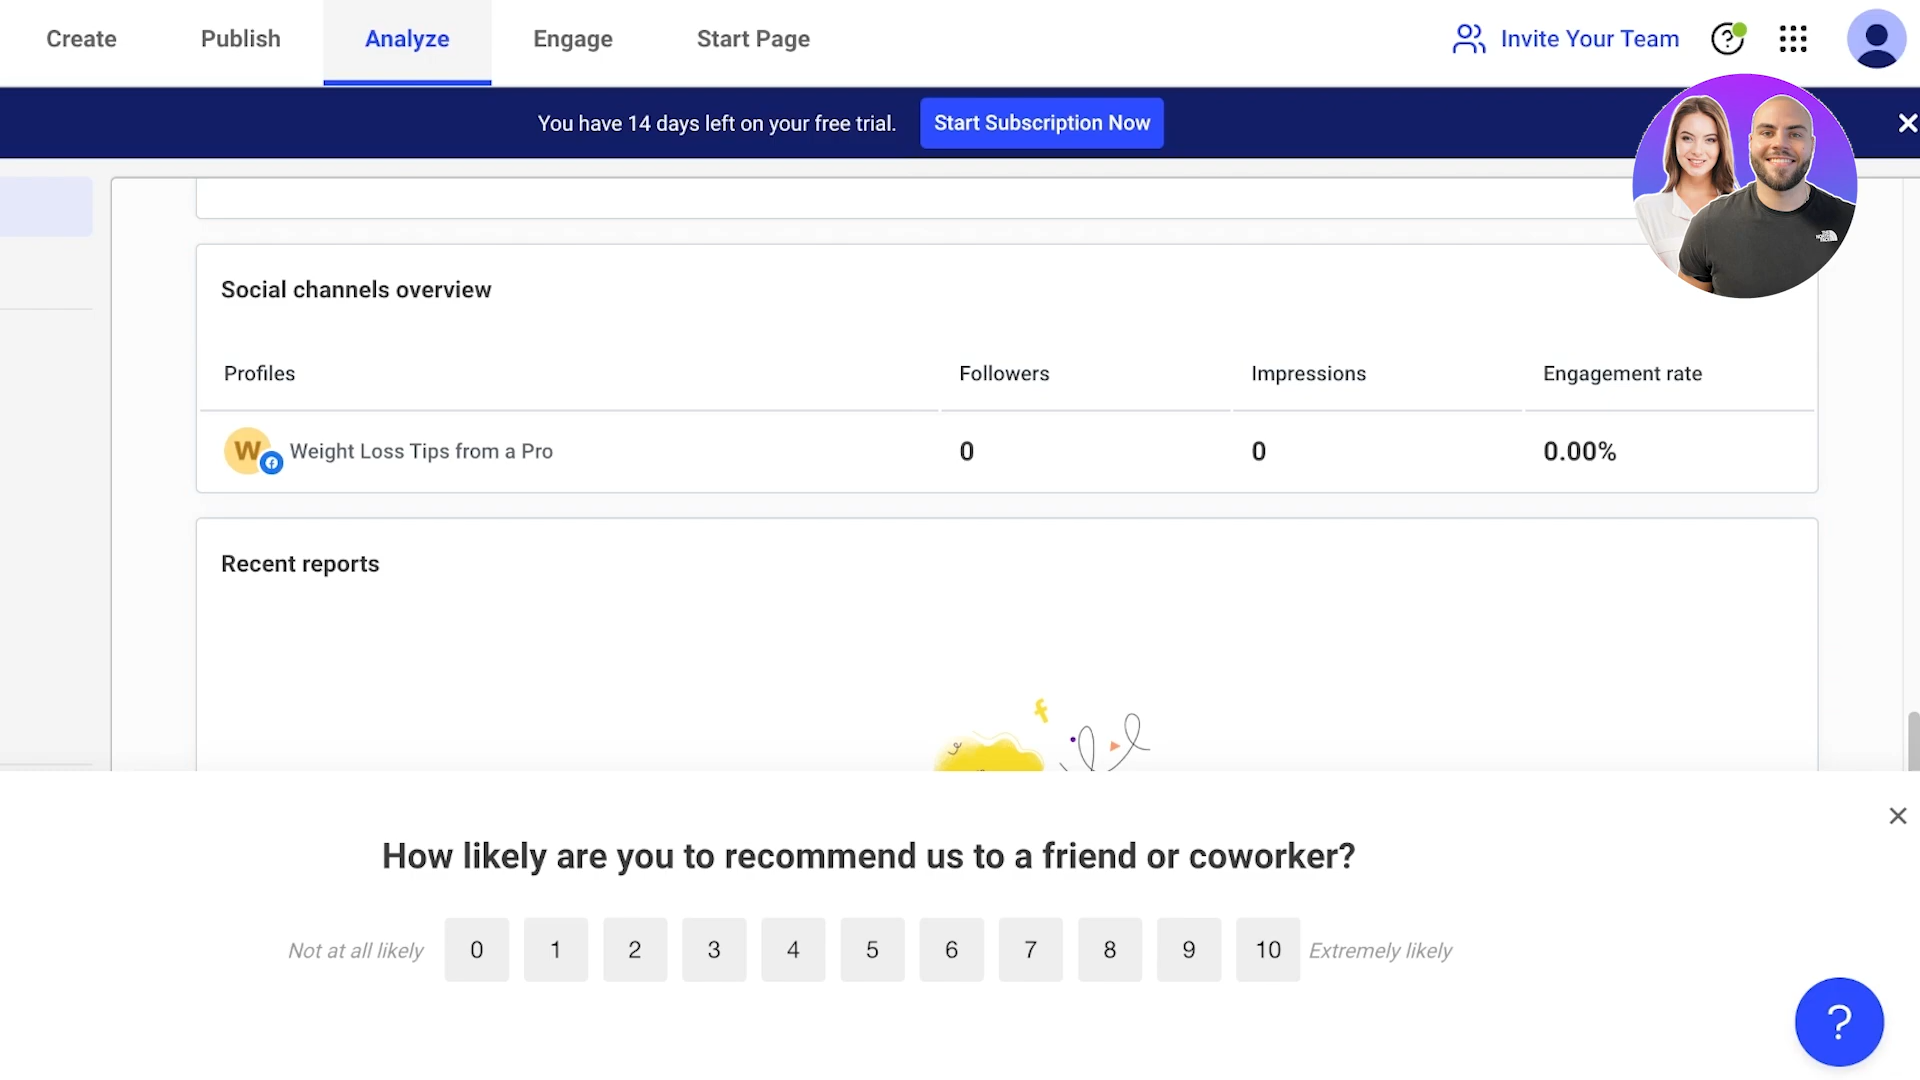 Create
Publish
Analyze
Engage
Start Page
Invite Your Team
You have 14 days left on your free trial.
Start Subscription Now
Social channels overview
Profiles
Followers
Impressions
Engagement rate
W
Weight Loss Tips from a Pro
0
0
0.00%
Recent reports
How likely are you to recommend us to a friend or coworker?
Not at all likely
0
1
2
3
4
5
6
7
8
9
10
Extremely likely
?